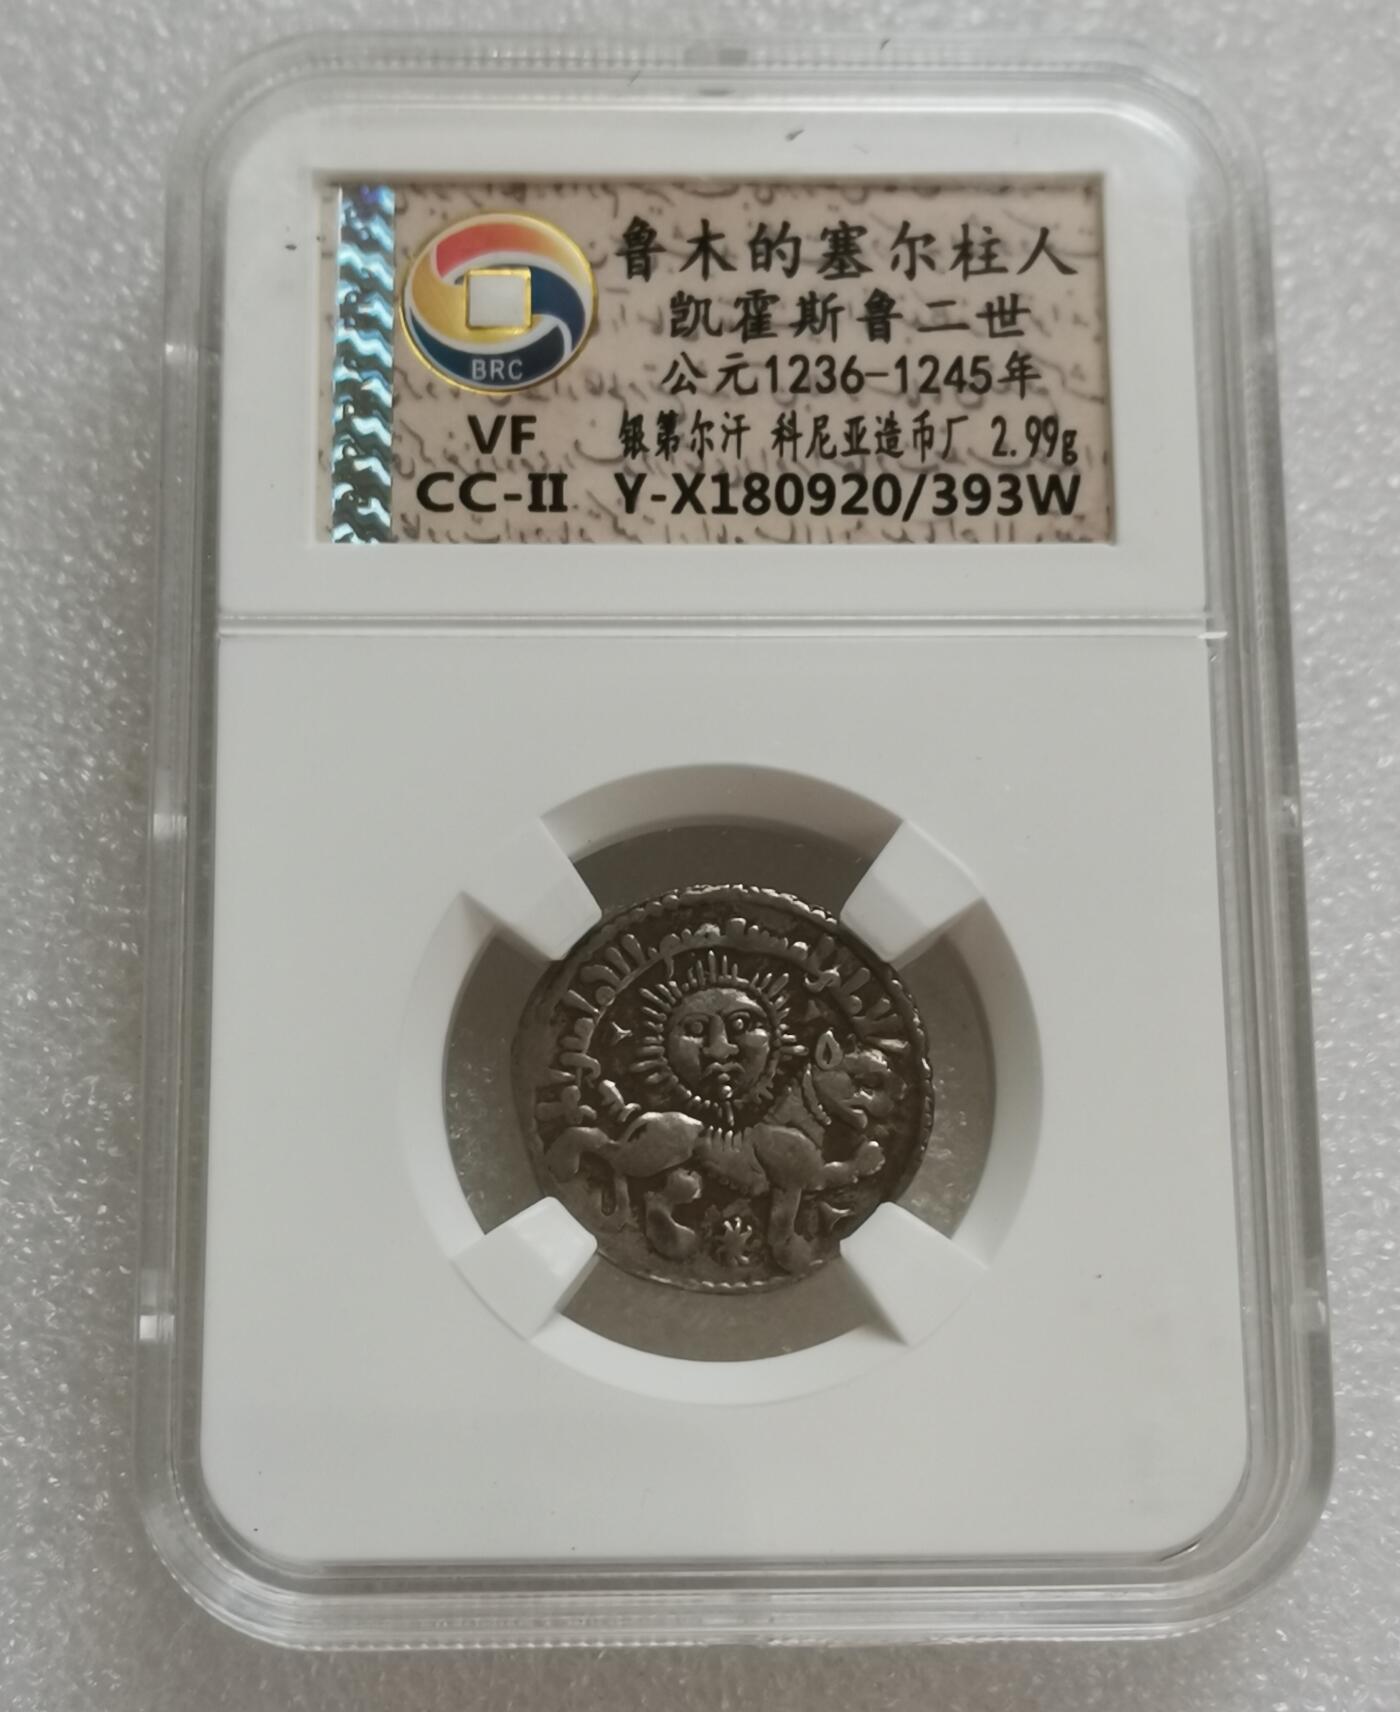 鲁木的塞尔柱人
凯霍斯鲁二世
公元1236-1245年
BRC
VF 银第尔汗 科尼亚造币厂 2.99g
CC-II Y-X180920/393W